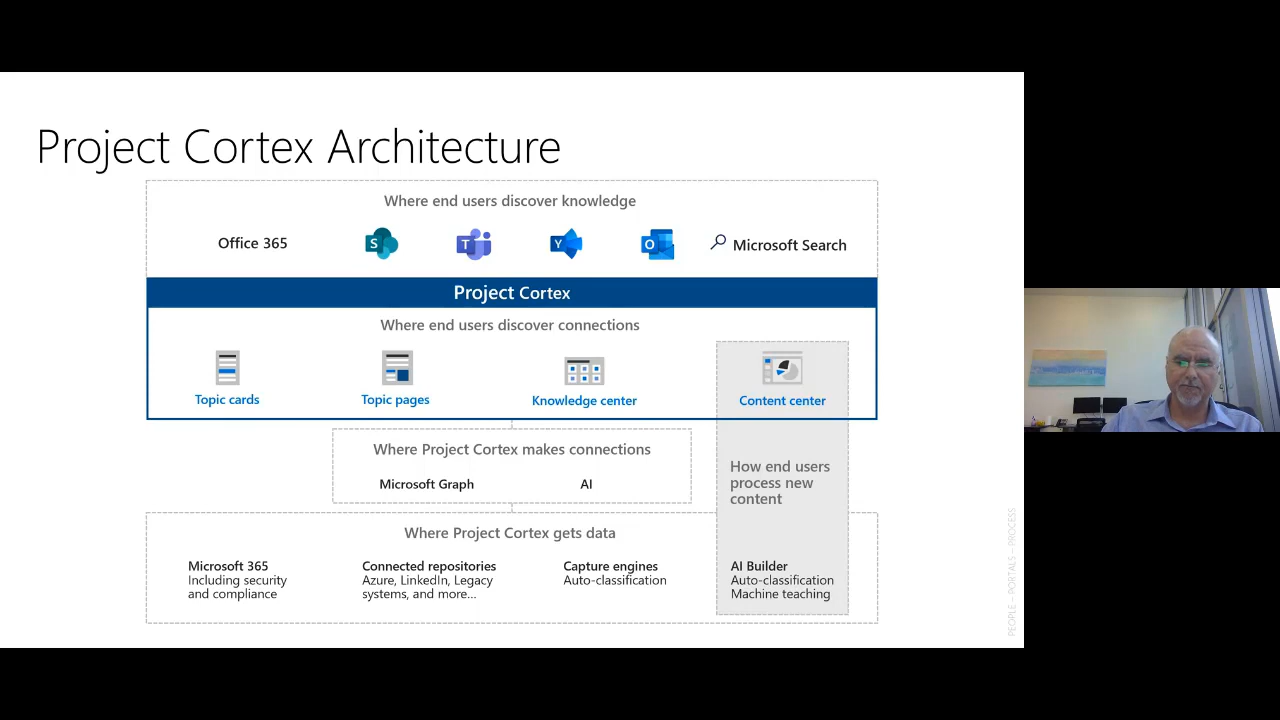 Project Cortex Architecture
Where end users discover knowledge
Office 365
S
T
Y
O
Microsoft Search
Project Cortex
Where end users discover connections
Topic cards
Topic pages
Knowledge center
Content center
Where Project Cortex makes connections
Microsoft Graph
AI
How end users
process new
content
Where Project Cortex gets data
Microsoft 365
Including security
and compliance
Connected repositories
Azure, LinkedIn, Legacy
systems, and more...
Capture engines
Auto-classification
AI Builder
Auto-classification
Machine teaching
PEOPLE – PORTALS – PROCESS